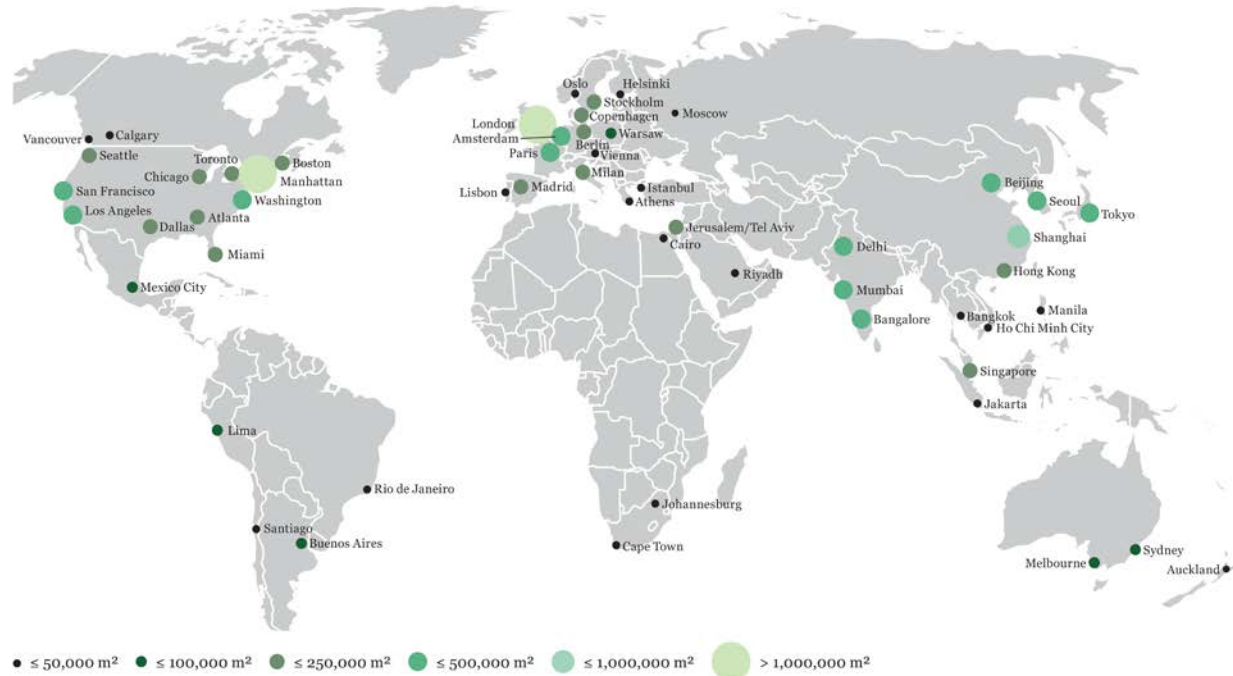 Oslo
Helsinki
Stockholm
Copenhagen
London
Moscow
Amsterdam
Warsaw
Vancouver
Calgary
Berlin
Paris
Vienna
Seattle
Toronto
Boston
Milan
Chicago
Manhattan
San Francisco
Washington
Lisbon
Madrid
Istanbul
Beijing
Athens
Seoul
Los Angeles
Atlanta
Tokyo
Dallas
Jerusalem/Tel Aviv
Shanghai
Cairo
Delhi
Miami
Riyadh
Hong Kong
Mexico City
Mumbai
Manila
Bangkok
Bangalore
Ho Chi Minh City
Singapore
Jakarta
Lima
Rio de Janeiro
Johannesburg
Santiago
Buenos Aires
Cape Town
Sydney
Melbourne
Auckland
≤ 50,000 m² ≤ 100,000 m² ≤ 250,000 m² ≤ 500,000 m² ≤ 1,000,000 m² > 1,000,000 m²